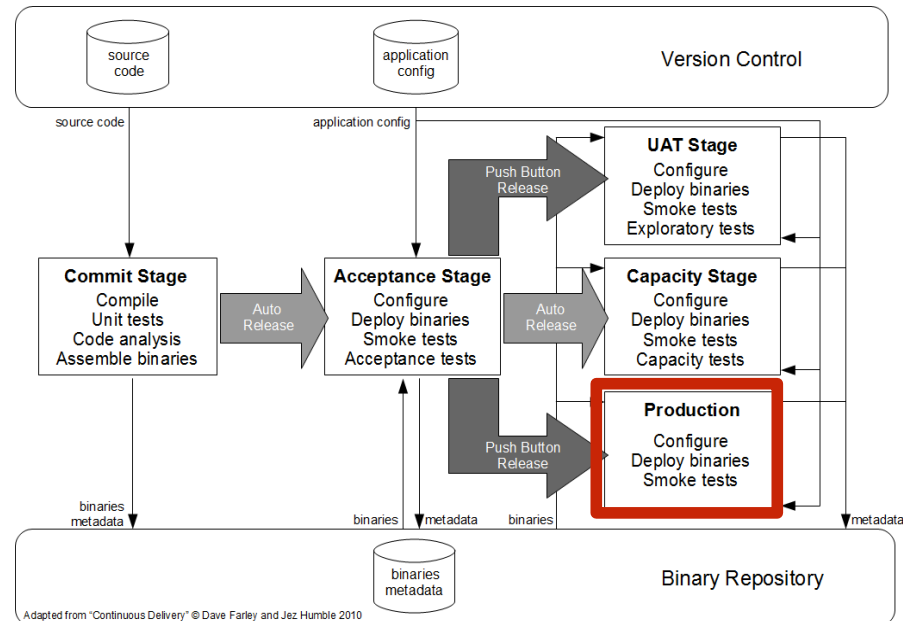 source
code
application
config
Version Control
source code
application config
UAT Stage
Configure
Deploy binaries
Smoke tests
Exploratory tests
Push Button
Release
Commit Stage
Compile
Unit tests
Code analysis
Assemble binaries
Auto
Release
Acceptance Stage
Configure
Deploy binaries
Smoke tests
Acceptance tests
Auto
Release
Capacity Stage
Configure
Deploy binaries
Smoke tests
Capacity tests
Push Button
Release
Production
Configure
Deploy binaries
Smoke tests
binaries
metadata
binaries
metadata
binaries
metadata
binaries
metadata
Binary Repository
Adapted from "Continuous Delivery" © Dave Farley and Jez Humble 2010